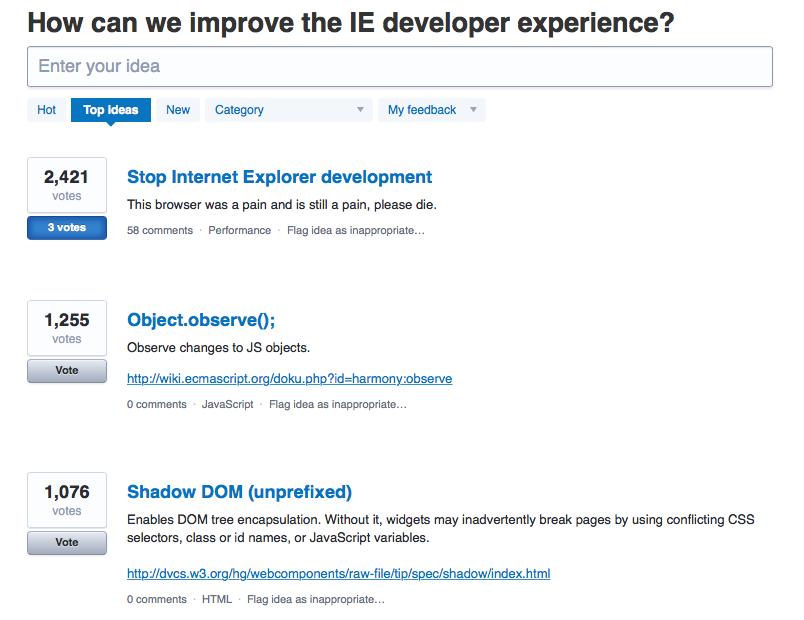 How can we improve the IE developer experience?
Enter your idea
Hot Top Ideas New Category My feedback
2,421
votes
3 votes
Stop Internet Explorer development
This browser was a pain and is still a pain, please die.
58 comments · Performance · Flag idea as inappropriate…
1,255
votes
Vote
Object.observe();
Observe changes to JS objects.
http://wiki.ecmascript.org/doku.php?id=harmony:observe
0 comments · JavaScript · Flag idea as inappropriate…
1,076
votes
Vote
Shadow DOM (unprefixed)
Enables DOM tree encapsulation. Without it, widgets may inadvertently break pages by using conflicting CSS
selectors, class or id names, or JavaScript variables.
http://dvcs.w3.org/hg/webcomponents/raw-file/tip/spec/shadow/index.html
0 comments · HTML · Flag idea as inappropriate…